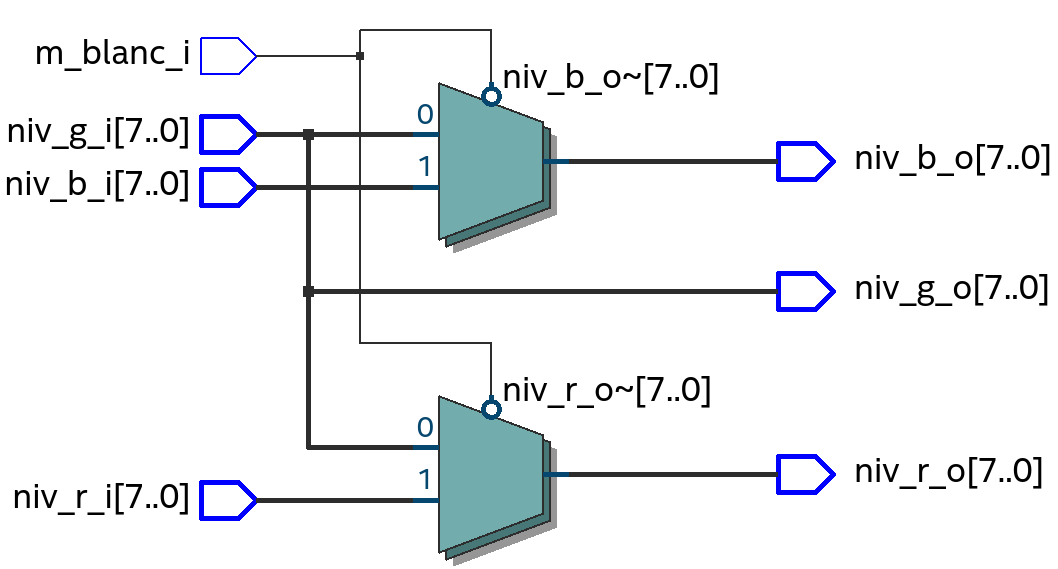 m_blanc_i
niv_b_o~[7..0]
niv_g_i[7..0]
0
niv_b_i[7..0]
1
niv_b_o[7..0]
niv_g_o[7..0]
niv_r_o~[7..0]
0
1
niv_r_i[7..0]
niv_r_o[7..0]